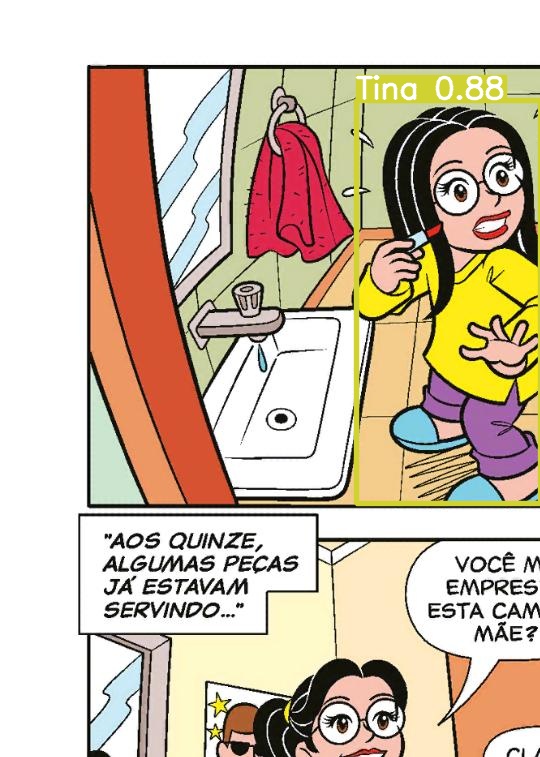 Tina 0.88
"AOS QUINZE,
ALGUMAS PEÇAS
JÁ ESTAVAM
SERVINDO..."
VOCÊ M
EMPRES
ESTA CAM
MÃE?